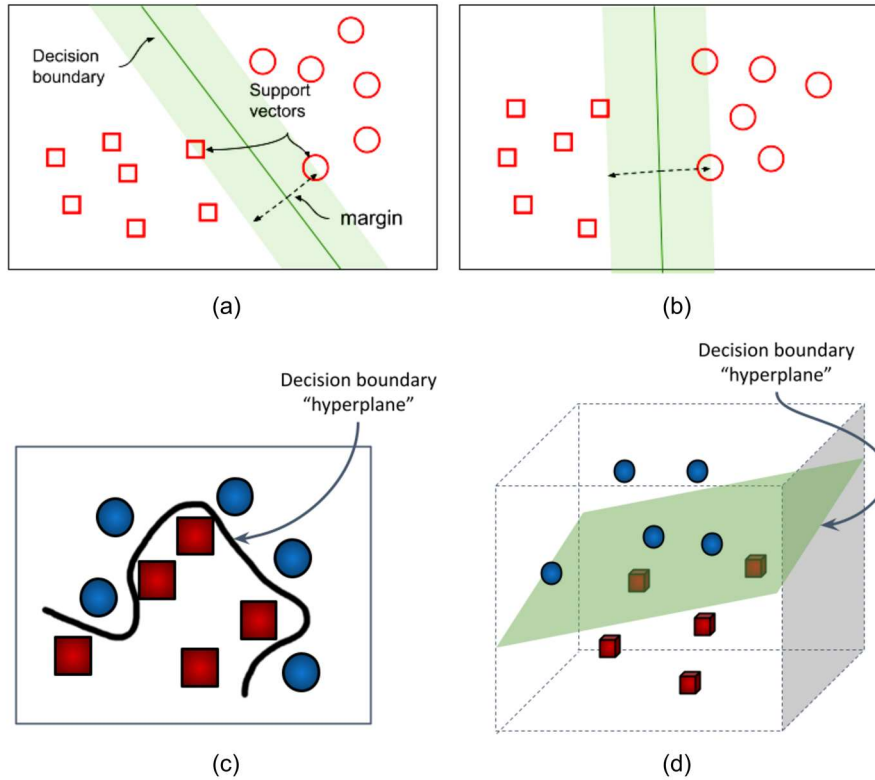 Decision
boundary
Support
vectors
margin
(a)
(b)
Decision boundary
“hyperplane”
Decision boundary
“hyperplane”
(c)
(d)